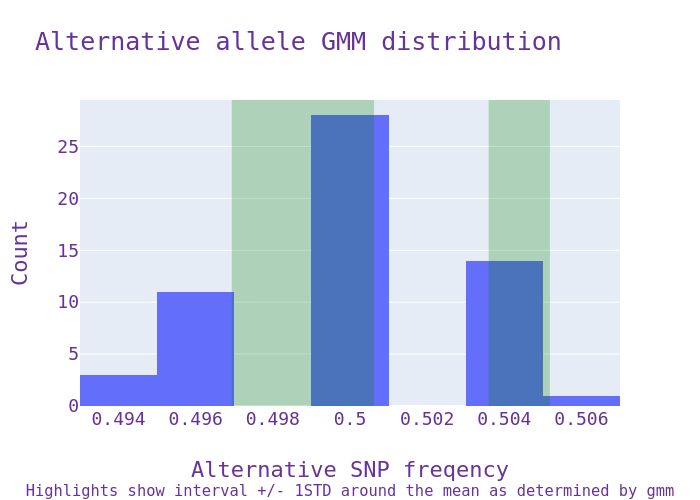 Alternative allele GMM distribution
Count
25
20
15
10
5
0
0.494 0.496 0.498 0.5 0.502 0.504 0.506
Alternative SNP freqency
Highlights show interval +/- 1STD around the mean as determined by gmm